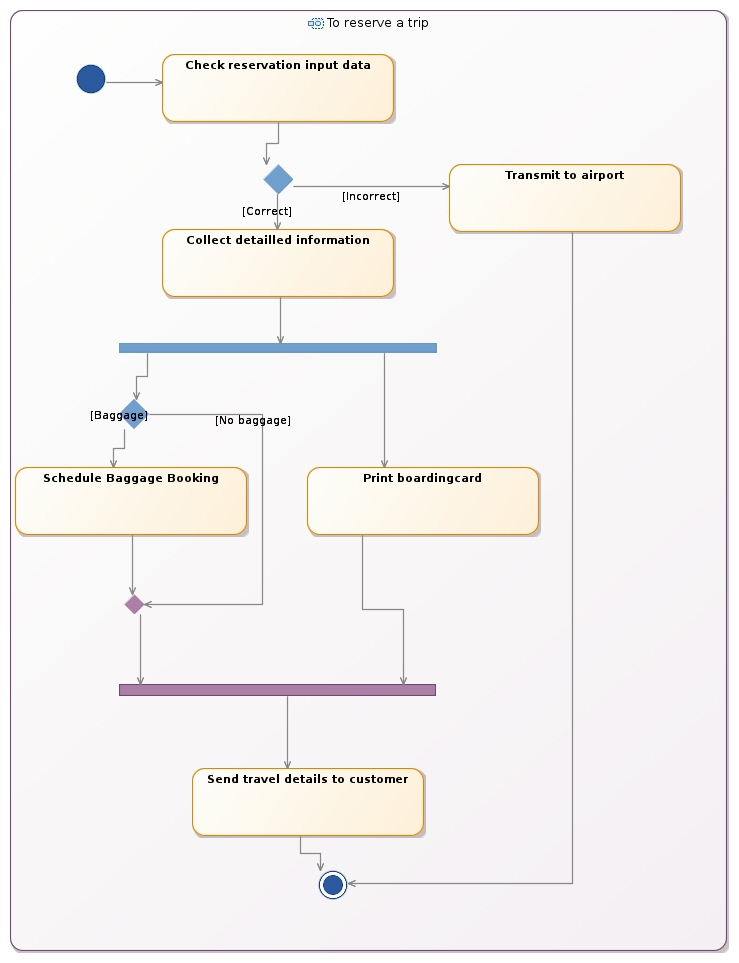 To reserve a trip
Check reservation input data
Transmit to airport
[Incorrect]
[Correct]
Collect detailled information
[Baggage]
[No baggage]
Schedule Baggage Booking
Print boardingcard
Send travel details to customer